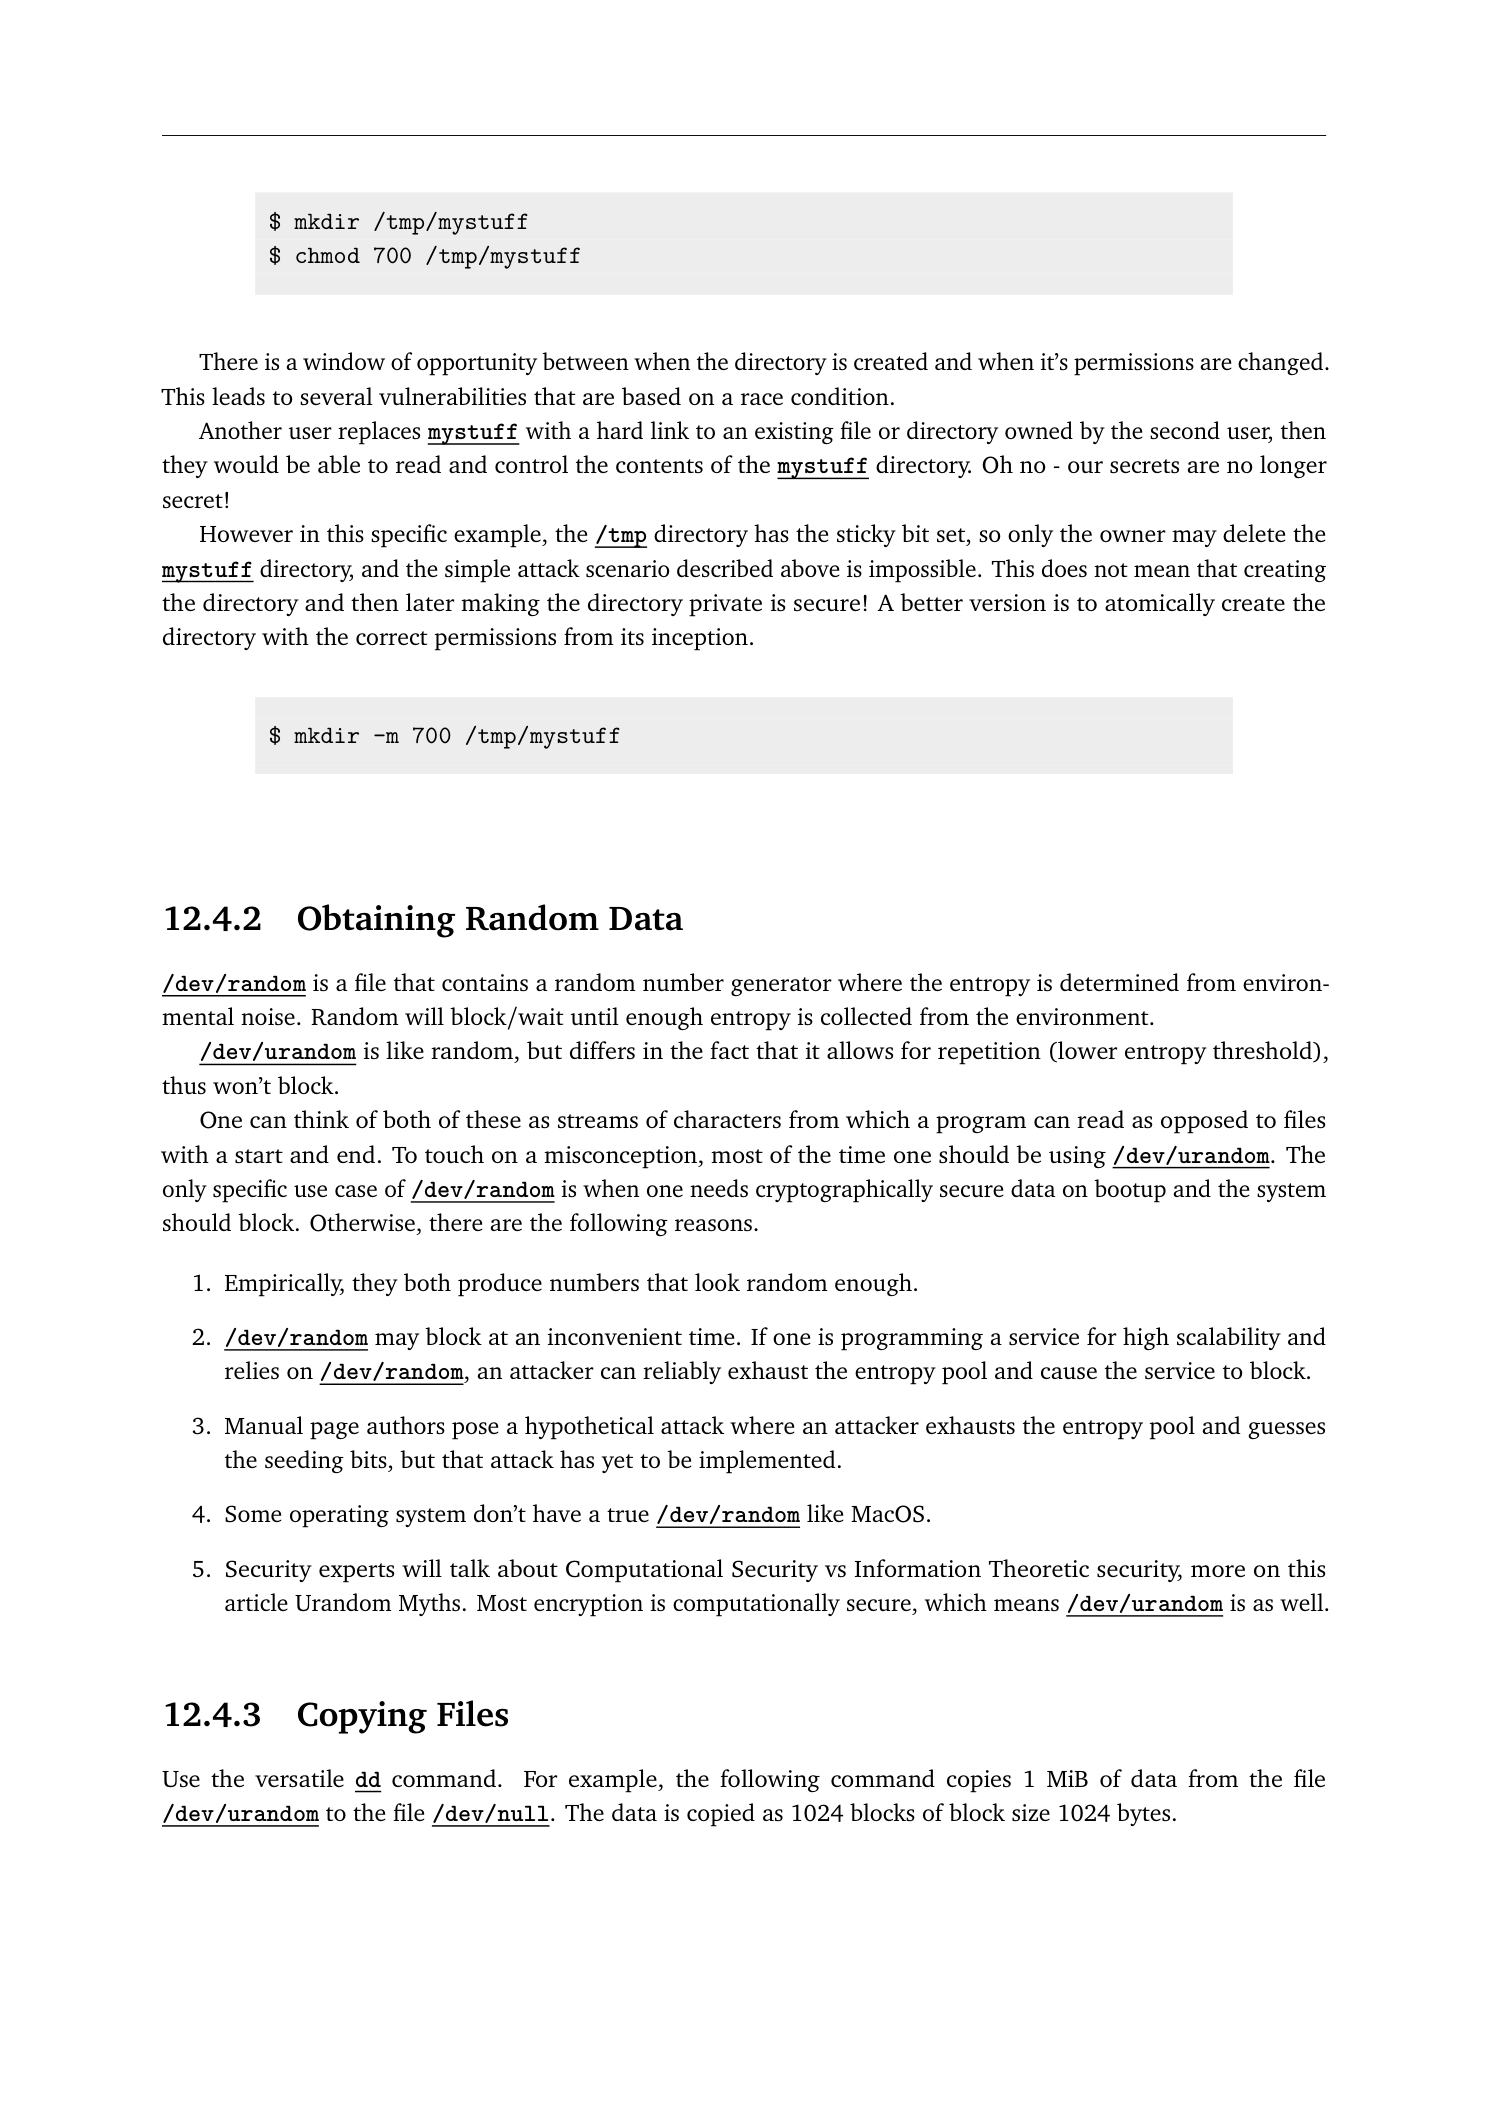 $ mkdir /tmp/mystuff
$ chmod 700 /tmp/mystuff
There is a window of opportunity between when the directory is created and when it's permissions are changed.
This leads to several vulnerabilities that are based on a race condition.
Another user replaces mystuff with a hard link to an existing file or directory owned by the second user, then
they would be able to read and control the contents of the mystuff directory. Oh no - our secrets are no longer
secret!
However in this specific example, the /tmp directory has the sticky bit set, so only the owner may delete the
mystuff directory, and the simple attack scenario described above is impossible. This does not mean that creating
the directory and then later making the directory private is secure! A better version is to atomically create the
directory with the correct permissions from its inception.
$ mkdir -m 700 /tmp/mystuff
12.4.2 Obtaining Random Data
/dev/random is a file that contains a random number generator where the entropy is determined from environ-
mental noise. Random will block/wait until enough entropy is collected from the environment.
/dev/urandom is like random, but differs in the fact that it allows for repetition (lower entropy threshold),
thus won't block.
One can think of both of these as streams of characters from which a program can read as opposed to files
with a start and end. To touch on a misconception, most of the time one should be using /dev/urandom. The
only specific use case of /dev/random is when one needs cryptographically secure data on bootup and the system
should block. Otherwise, there are the following reasons.
1. Empirically, they both produce numbers that look random enough.
2. /dev/random may block at an inconvenient time. If one is programming a service for high scalability and
relies on /dev/random, an attacker can reliably exhaust the entropy pool and cause the service to block.
3. Manual page authors pose a hypothetical attack where an attacker exhausts the entropy pool and guesses
the seeding bits, but that attack has yet to be implemented.
4. Some operating system don't have a true /dev/random like MacOS.
5. Security experts will talk about Computational Security vs Information Theoretic security, more on this
article Urandom Myths. Most encryption is computationally secure, which means /dev/urandom is as well.
12.4.3 Copying Files
Use the versatile dd command. For example, the following command copies 1 MiB of data from the file
/dev/urandom to the file /dev/null. The data is copied as 1024 blocks of block size 1024 bytes.